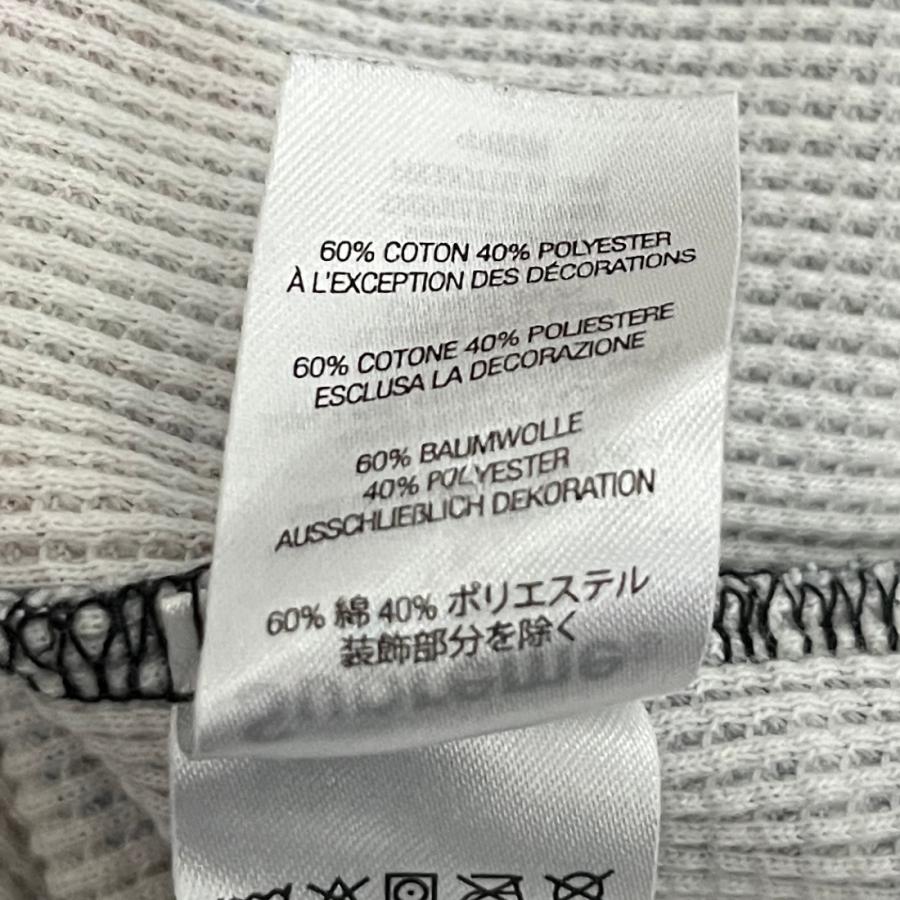 60% COTON 40% POLYESTER
À L'EXCEPTION DES DÉCORATIONS
60% COTONE 40% POLIESTERE
ESCLUSA LA DECORAZIONE
60% BAUMWOLLE
40% POLYESTER
AUSSCHLIEßLICH DEKORATION
60% 綿 40% ポリエステル
装飾部分を除く